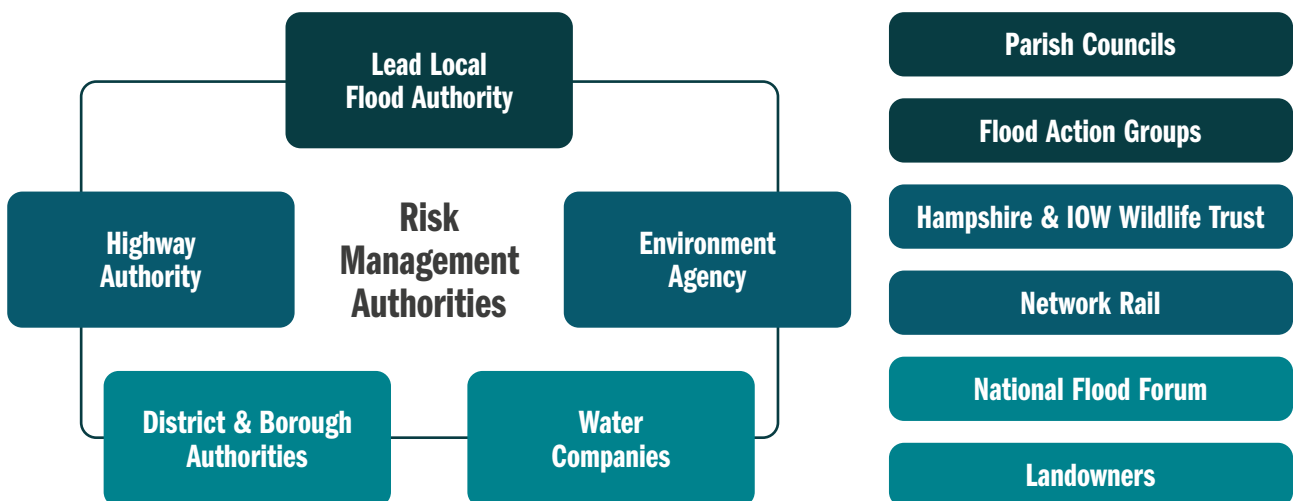 Lead Local
Flood Authority
Highway
Authority
Risk
Management
Authorities
Environment
Agency
District & Borough
Authorities
Water
Companies
Parish Councils
Flood Action Groups
Hampshire & IOW Wildlife Trust
Network Rail
National Flood Forum
Landowners